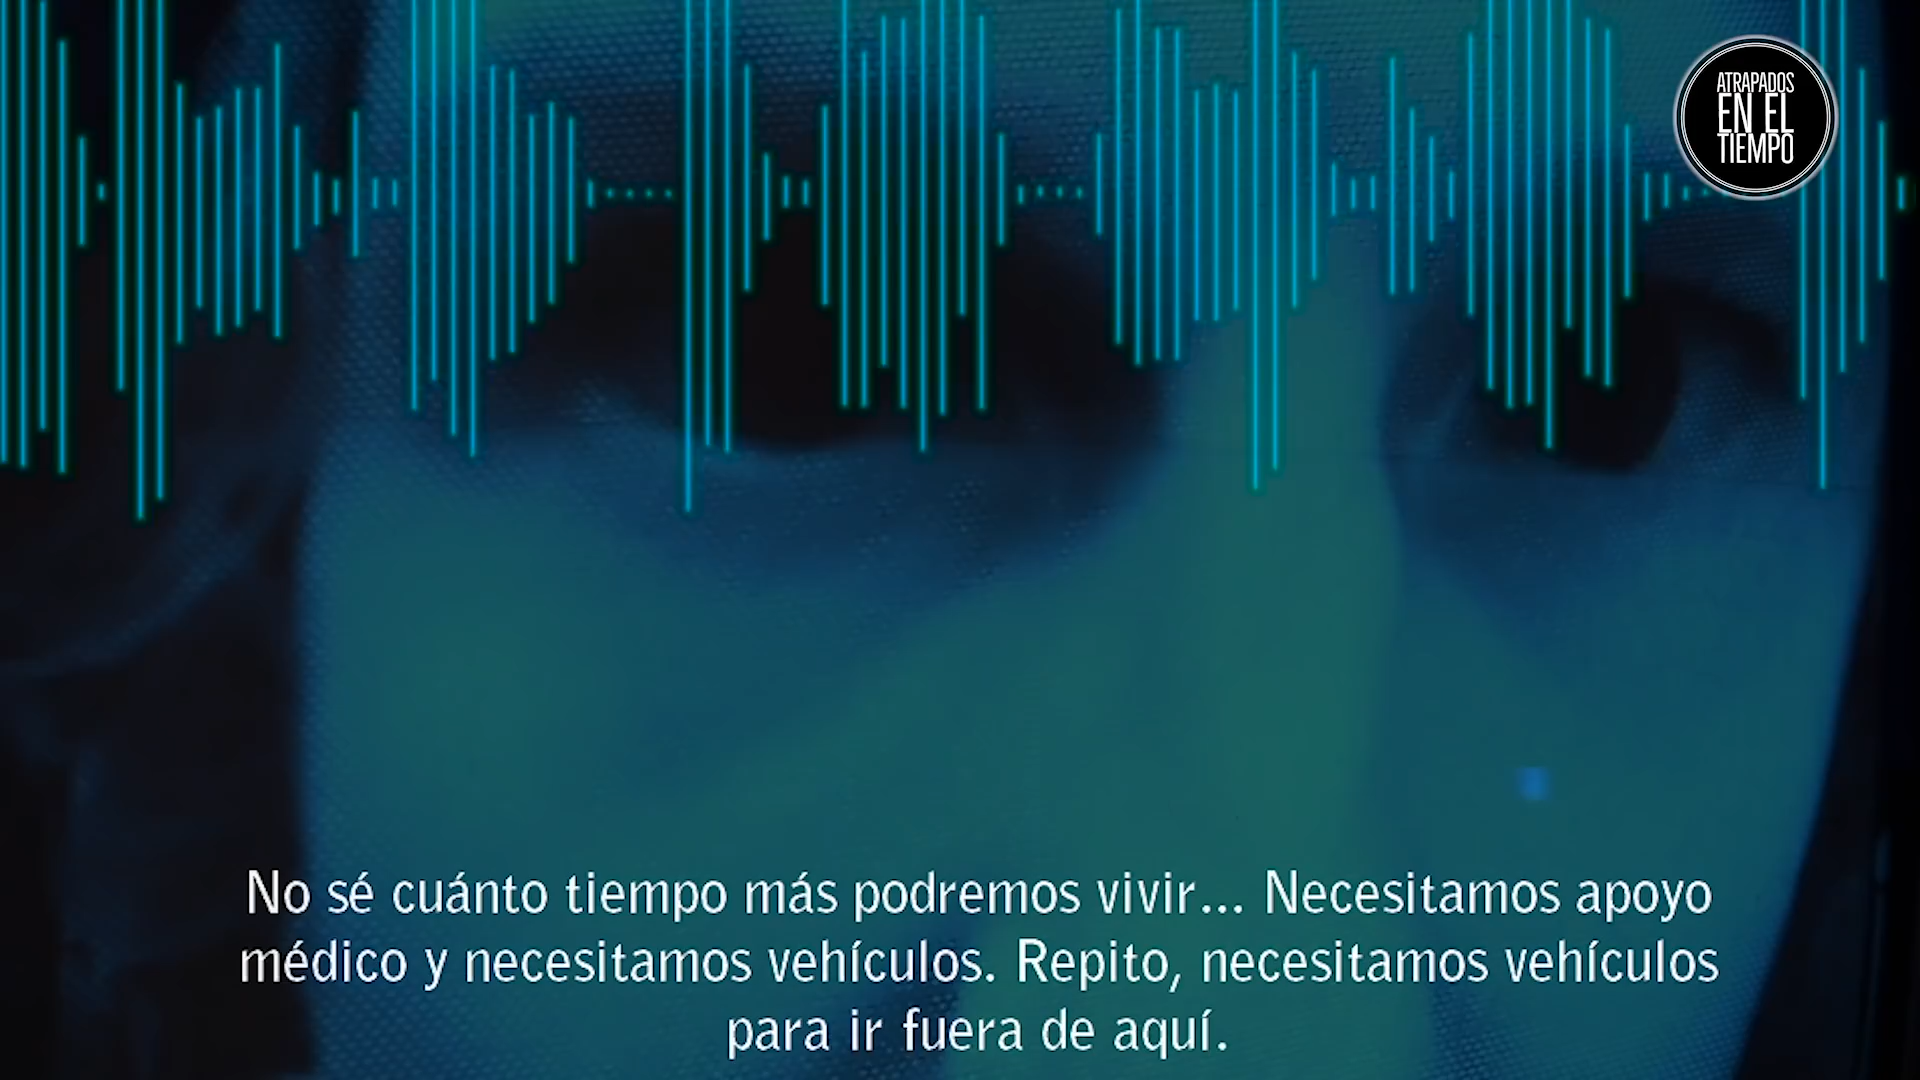 ATRAPADOS
EN EL
TIEMPO
No sé cuánto tiempo más podremos vivir... Necesitamos apoyo
médico y necesitamos vehículos. Repito, necesitamos vehículos
para ir fuera de aquí.